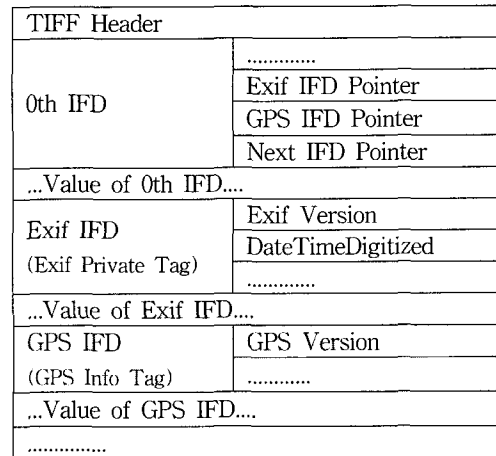 TIFF Header
0th IFD
.............
Exif IFD Pointer
GPS IFD Pointer
Next IFD Pointer
...Value of 0th IFD....
Exif IFD
(Exif Private Tag)
Exif Version
DateTimeDigitized
.............
...Value of Exif IFD....
GPS IFD
(GPS Info Tag)
GPS Version
............
...Value of GPS IFD....
...............